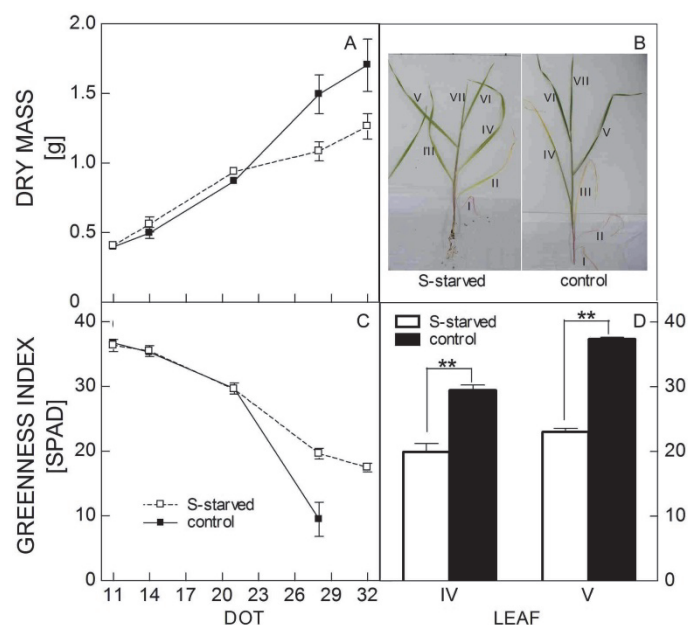 DRY MASS
[g]
2.0
1.5
1.0
0.5
0
A
B
V
VII
VI
IV
III
II
I
S-starved
VII
VI
V
IV
III
II
I
control
GREENNESS INDEX
[SPAD]
40
30
20
10
0
C
S-starved
control
11 14 17 20 23 26 29 32
DOT
D
S-starved
control
**
**
40
30
20
10
0
IV V
LEAF